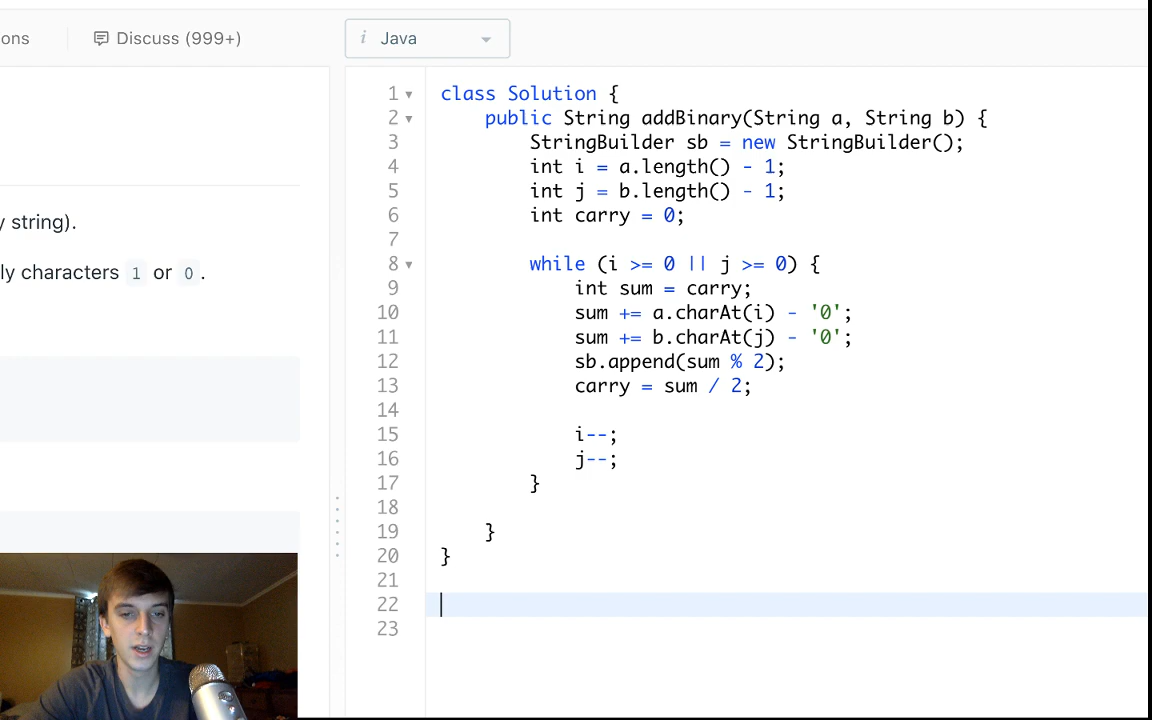 ons
Discuss (999+)
i Java
y string).
ly characters 1 or 0 .
1 class Solution {
2 public String addBinary(String a, String b) {
3 StringBuilder sb = new StringBuilder();
4 int i = a.length() - 1;
5 int j = b.length() - 1;
6 int carry = 0;
7
8 while (i >= 0 || j >= 0) {
9 int sum = carry;
10 sum += a.charAt(i) - '0';
11 sum += b.charAt(j) - '0';
12 sb.append(sum % 2);
13 carry = sum / 2;
14
15 i--;
16 j--;
17 }
18
19 }
20 }
21
22
23